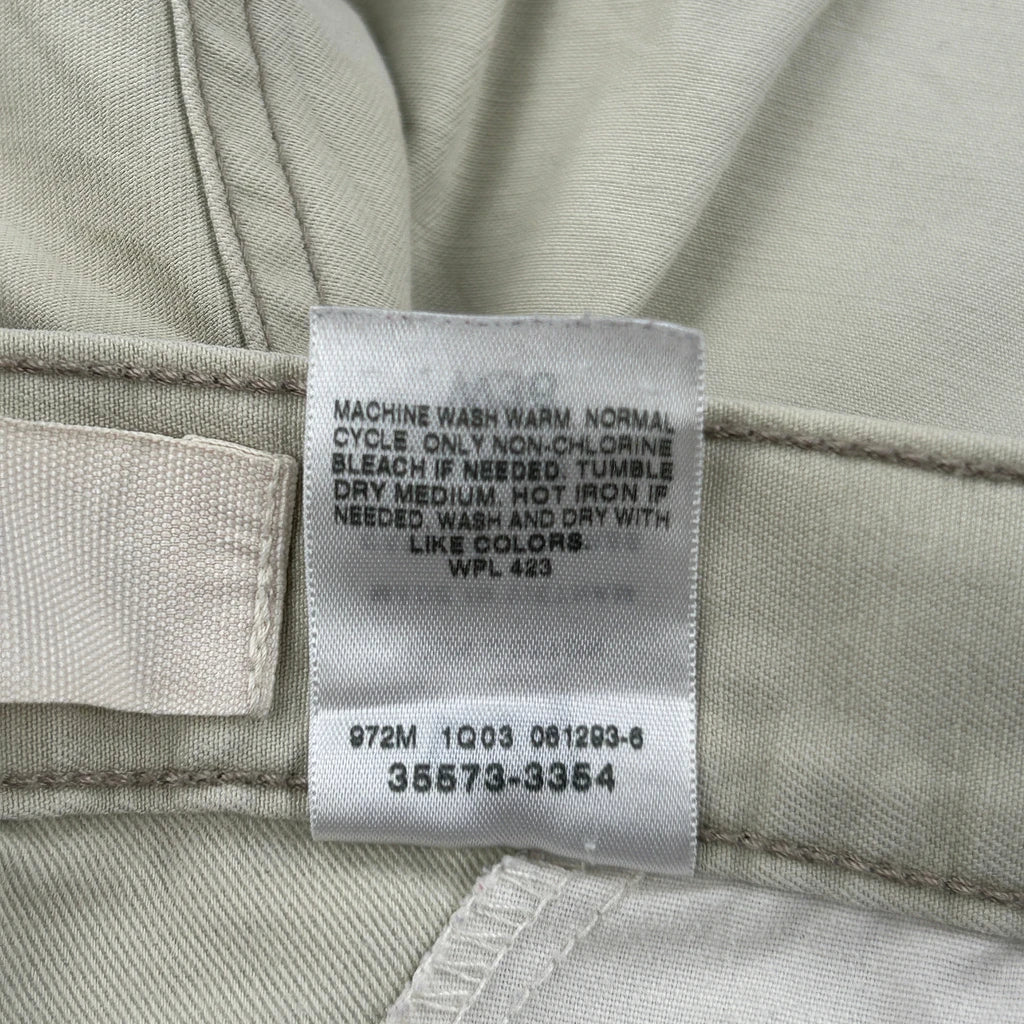 MACHINE WASH WARM. NORMAL
CYCLE. ONLY NON-CHLORINE
BLEACH IF NEEDED. TUMBLE
DRY MEDIUM. HOT IRON IF
NEEDED. WASH AND DRY WITH
LIKE COLORS.
WPL 423
972M 1Q03 061293-6
35573-3354